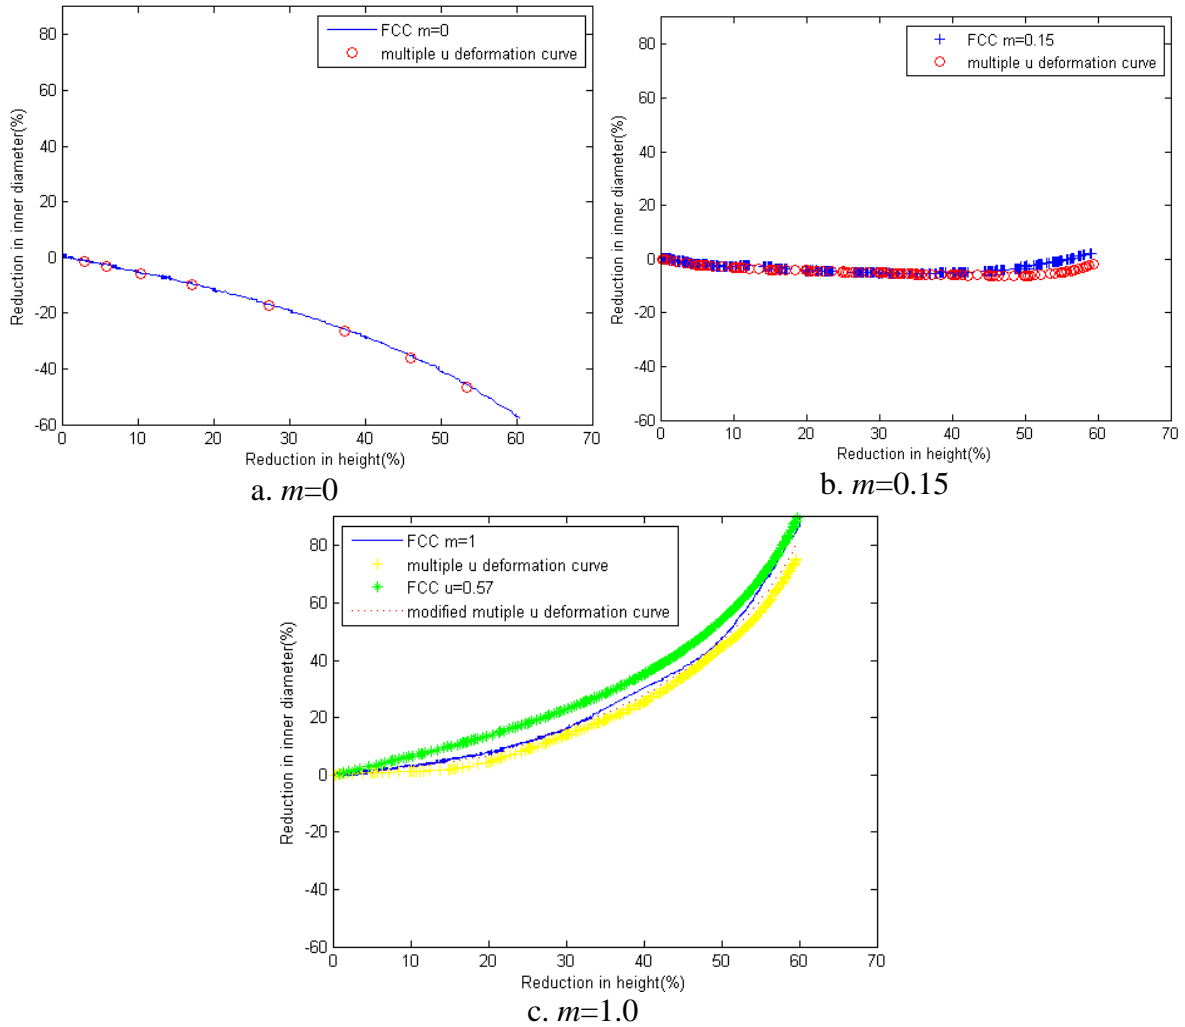 FCC m=0
multiple u deformation curve
80
60
40
20
0
-20
-40
-60
Reduction in inner diameter(%)
0 10 20 30 40 50 60 70
Reduction in height(%)
a. m=0
FCC m=0.15
multiple u deformation curve
80
60
40
20
0
-20
-40
-60
Reduction in inner diameter(%)
0 10 20 30 40 50 60 70
Reduction in height(%)
b. m=0.15
FCC m=1
multiple u deformation curve
FCC u=0.57
modified mutiple u deformation curve
80
60
40
20
0
-20
-40
-60
Reduction in inner diameter(%)
0 10 20 30 40 50 60 70
Reduction in height(%)
c. m=1.0